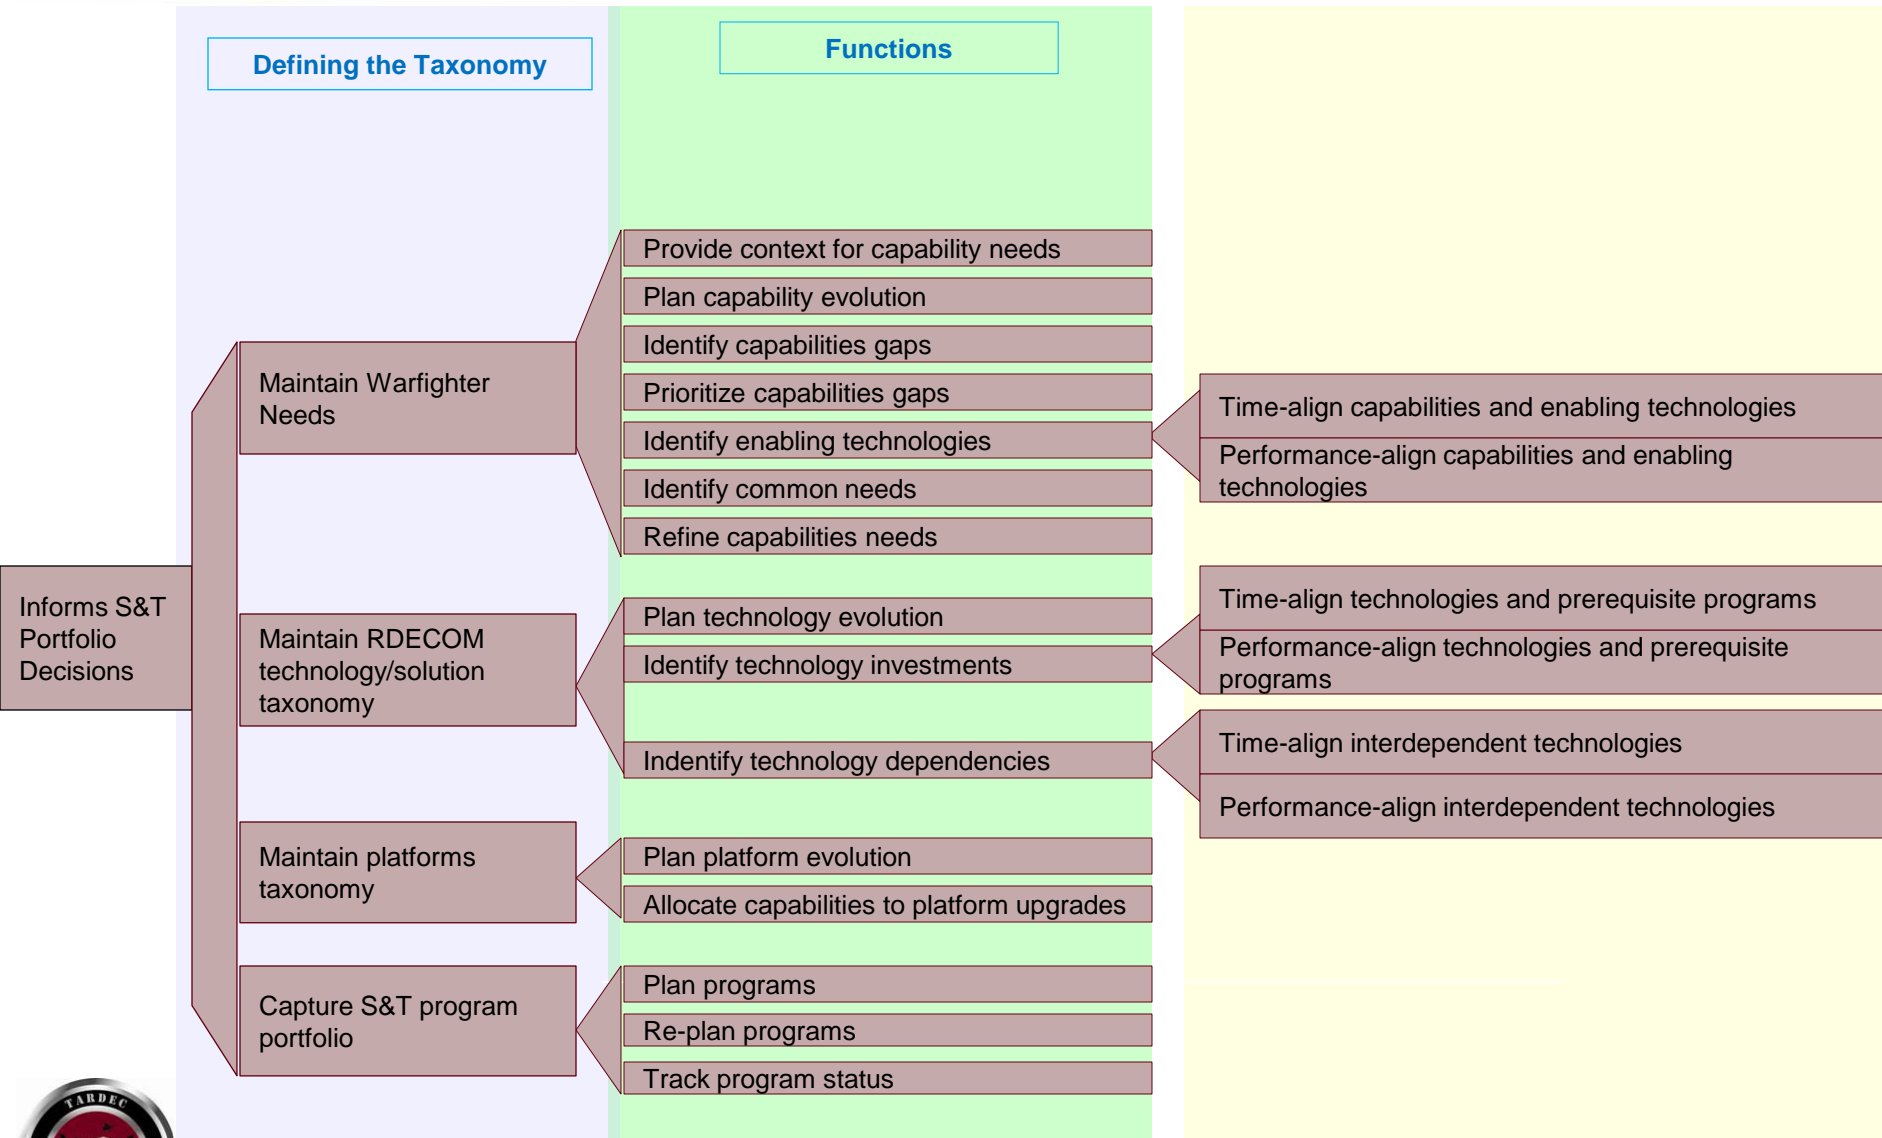 Defining the Taxonomy
Functions
Informs S&T
Portfolio
Decisions
Maintain Warfighter
Needs
Provide context for capability needs
Plan capability evolution
Identify capabilities gaps
Prioritize capabilities gaps
Identify enabling technologies
Identify common needs
Refine capabilities needs
Time-align capabilities and enabling technologies
Performance-align capabilities and enabling
technologies
Maintain RDECOM
technology/solution
taxonomy
Plan technology evolution
Identify technology investments
Indentify technology dependencies
Time-align technologies and prerequisite programs
Performance-align technologies and prerequisite
programs
Time-align interdependent technologies
Performance-align interdependent technologies
Maintain platforms
taxonomy
Plan platform evolution
Allocate capabilities to platform upgrades
Capture S&T program
portfolio
Plan programs
Re-plan programs
Track program status
TARDEC